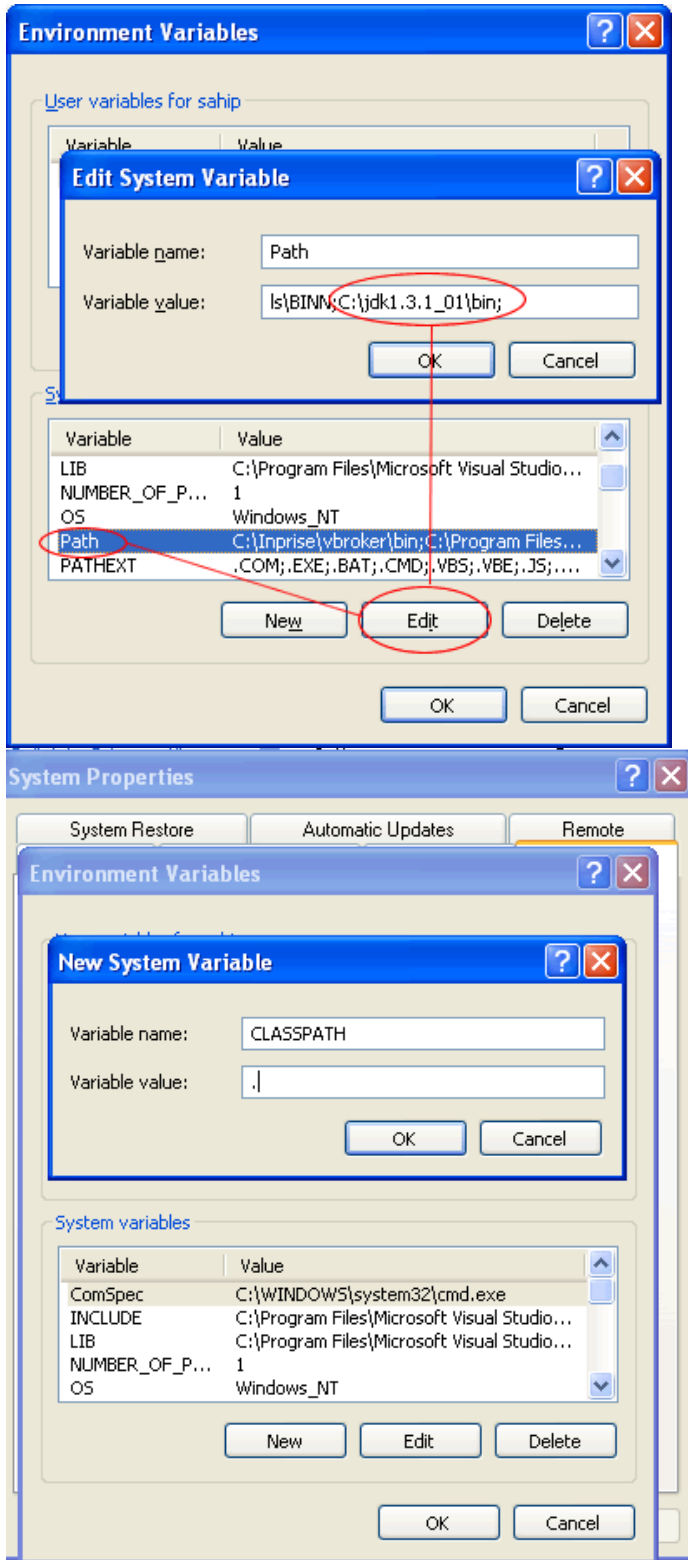 Environment Variables
User variables for sahip
Variable Value
Edit System Variable
Variable name: Path
Variable value: ls\BINN;C:\jdk1.3.1_01\bin;
OK Cancel
Variable Value
LIB C:\Program Files\Microsoft Visual Studio...
NUMBER_OF_P... 1
OS Windows_NT
Path C:\Inprise\vbroker\bin;C:\Program Files...
PATHEXT .COM;.EXE;.BAT;.CMD;.VBS;.VBE;.JS;....
New Edit Delete
OK Cancel
System Properties
System Restore Automatic Updates Remote
Environment Variables
New System Variable
Variable name: CLASSPATH
Variable value: .
OK Cancel
System variables
Variable Value
ComSpec C:\WINDOWS\system32\cmd.exe
INCLUDE C:\Program Files\Microsoft Visual Studio...
LIB C:\Program Files\Microsoft Visual Studio...
NUMBER_OF_P... 1
OS Windows_NT
New Edit Delete
OK Cancel